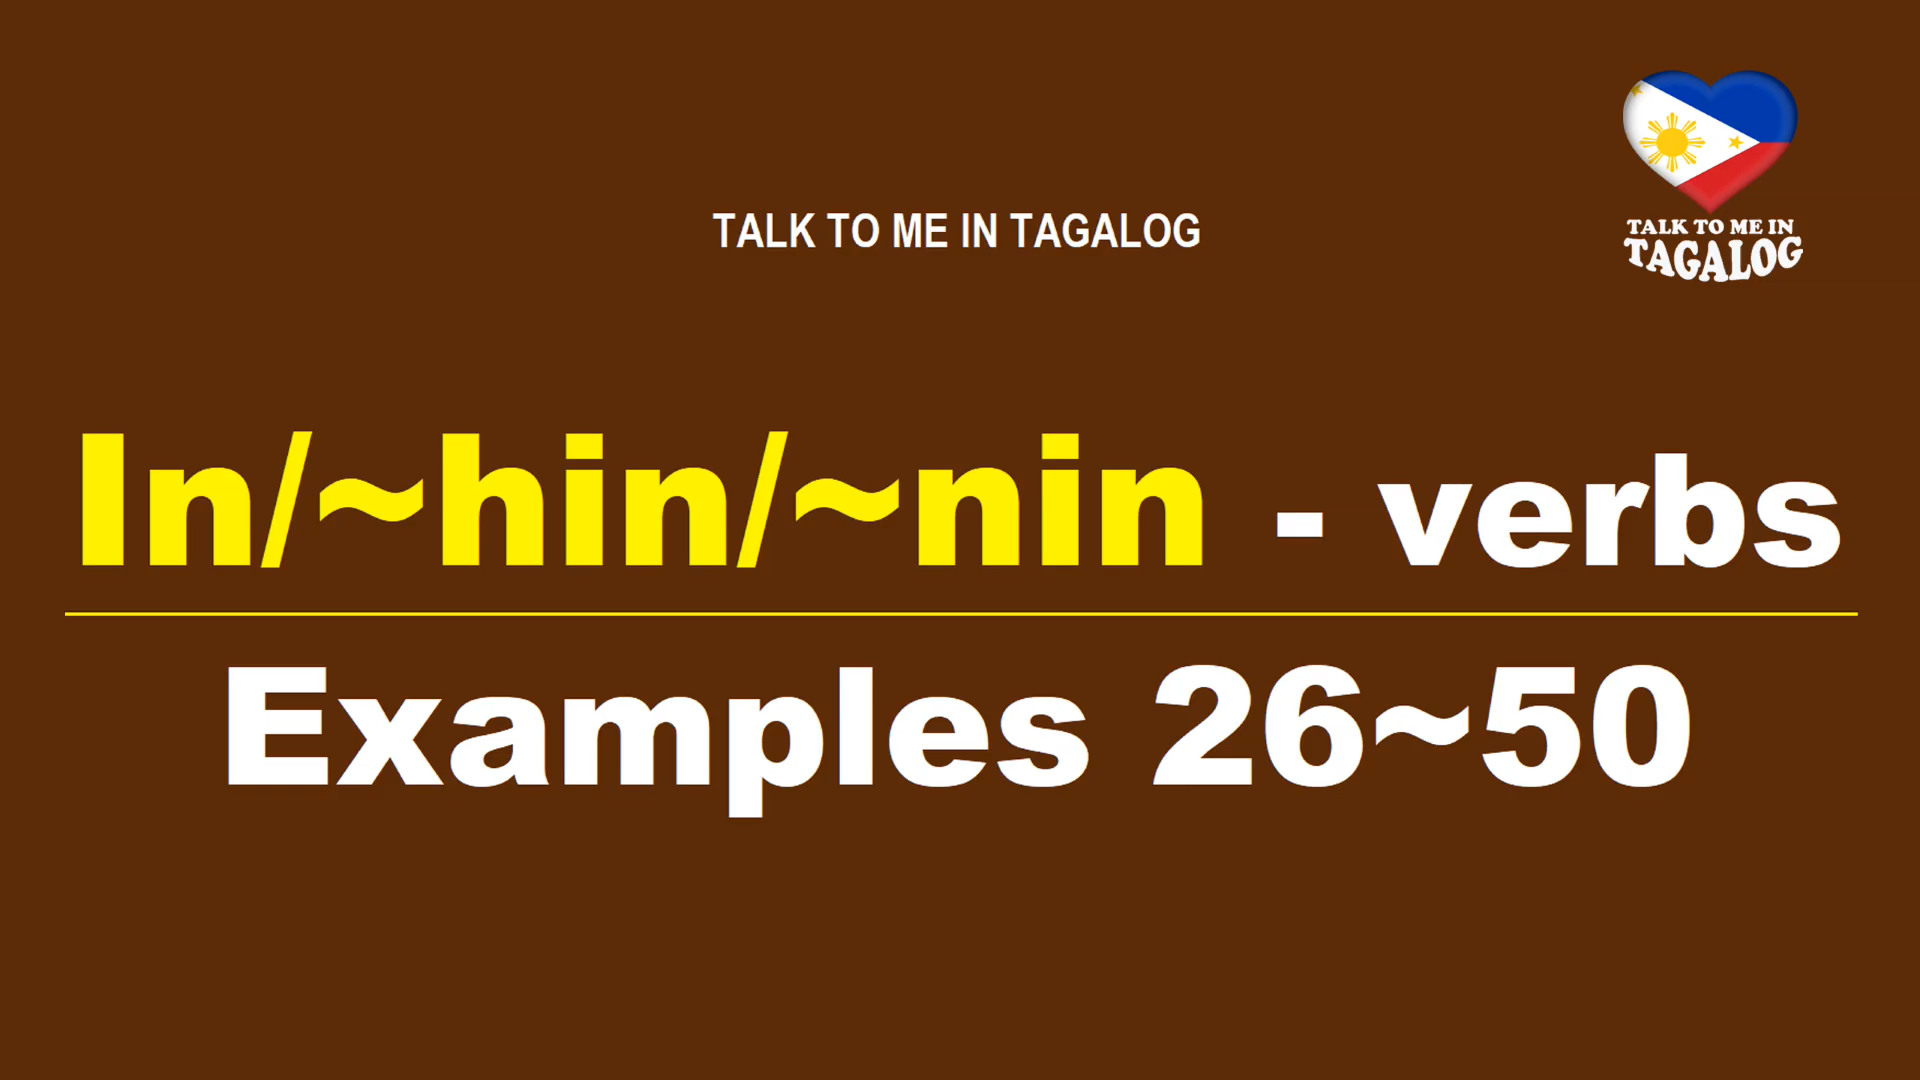 TALK TO ME IN TAGALOG
TALK TO ME IN
TAGALOG
In/~hin/~nin - verbs
Examples 26~50